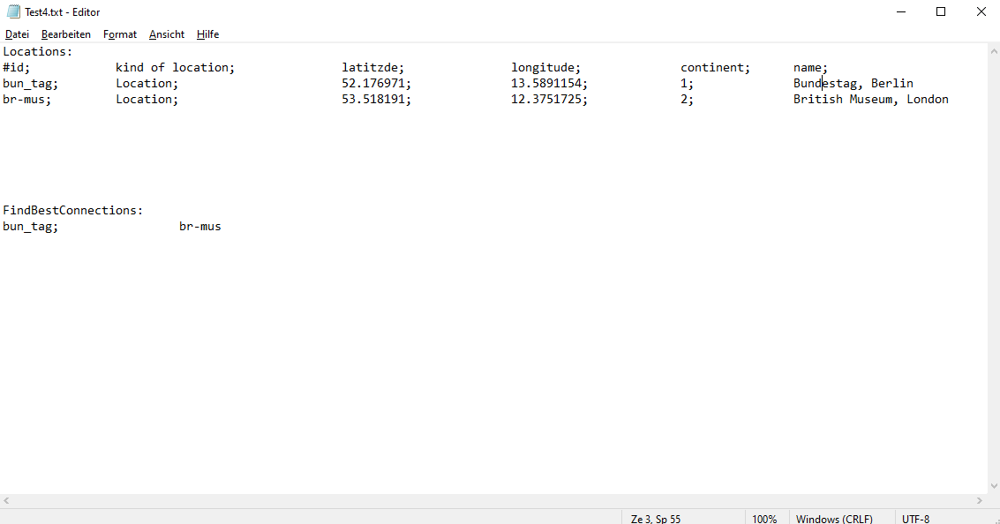 Test4.txt - Editor
Datei Bearbeiten Format Ansicht Hilfe
Locations:
#id; kind of location; latitzde; longitude; continent; name;
bun_tag; Location; 52.176971; 13.5891154; 1; Bundestag, Berlin
br-mus; Location; 53.518191; 12.3751725; 2; British Museum, London
FindBestConnections:
bun_tag; br-mus
Ze 3, Sp 55 100% Windows (CRLF) UTF-8